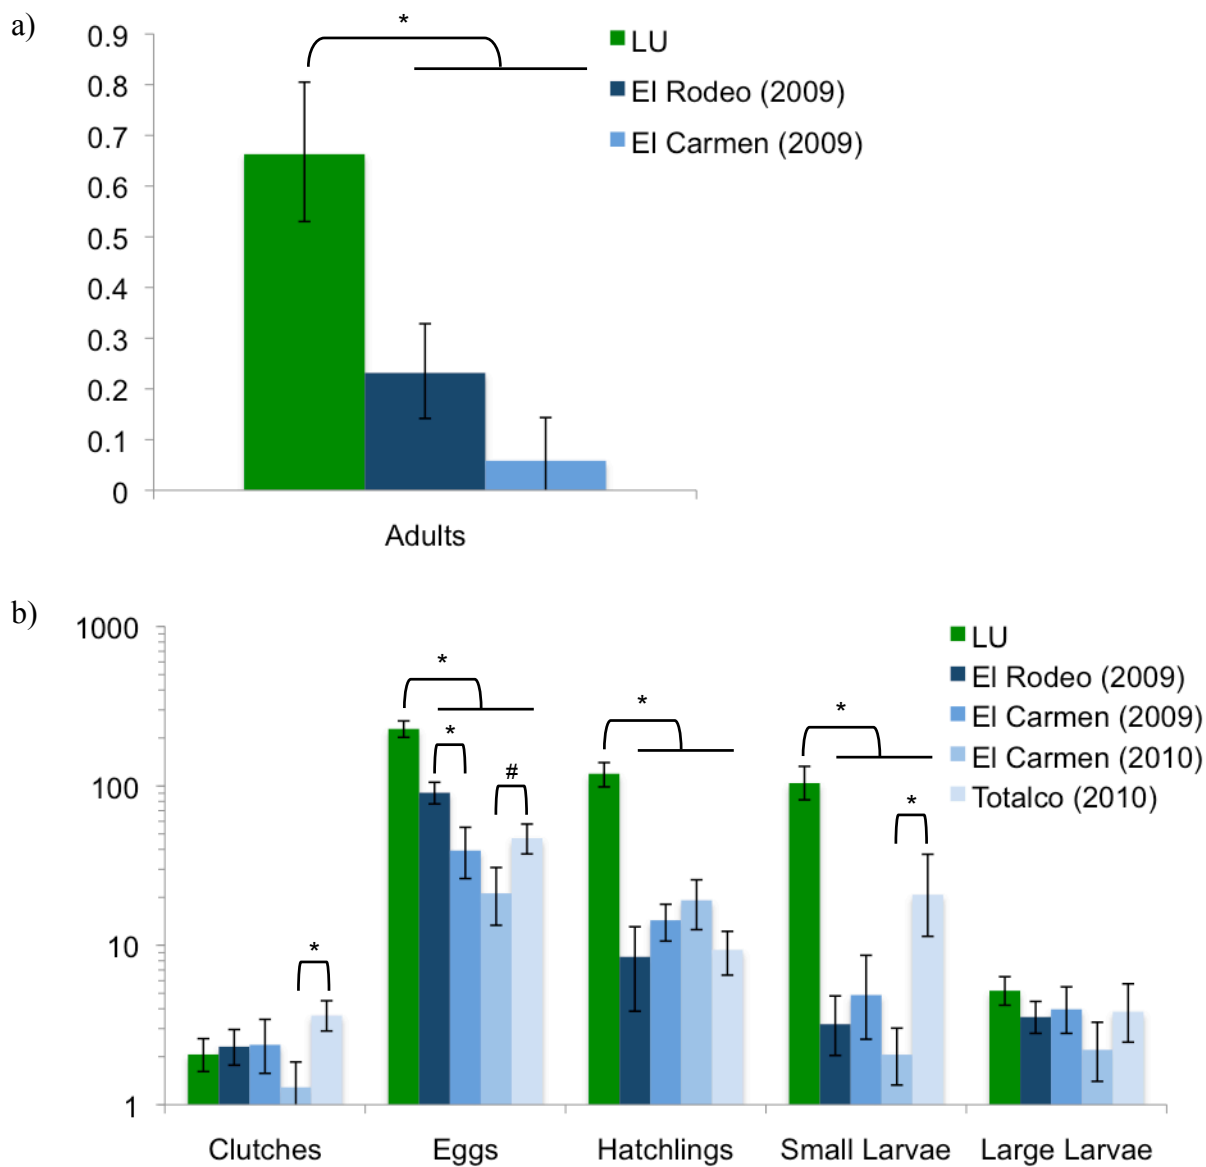 a)
*
0.9
0.8
0.7
0.6
0.5
0.4
0.3
0.2
0.1
0
LU
El Rodeo (2009)
El Carmen (2009)
Adults
b)
1000
100
10
1
*
*
*
#
*
*
*
LU
El Rodeo (2009)
El Carmen (2009)
El Carmen (2010)
Totalco (2010)
Clutches Eggs Hatchlings Small Larvae Large Larvae